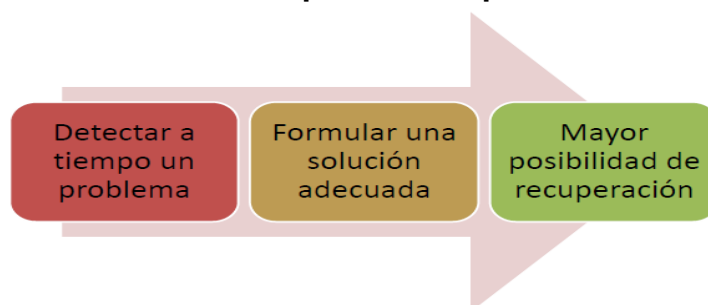 Detectar a
tiempo un
problema
Formular una
solución
adecuada
Mayor
posibilidad de
recuperación